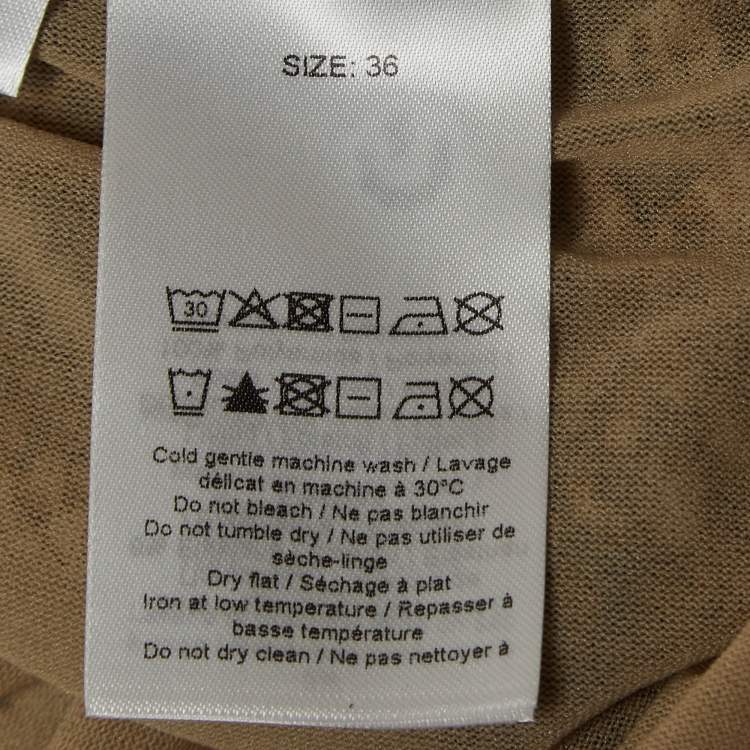 SIZE: 36
30
Cold gentle machine wash / Lavage
délicat en machine à 30°C
Do not bleach / Ne pas blanchir
Do not tumble dry / Ne pas utiliser de
sèche-linge
Dry flat / Séchage à plat
Iron at low temperature / Repasser à
basse température
Do not dry clean / Ne pas nettoyer à